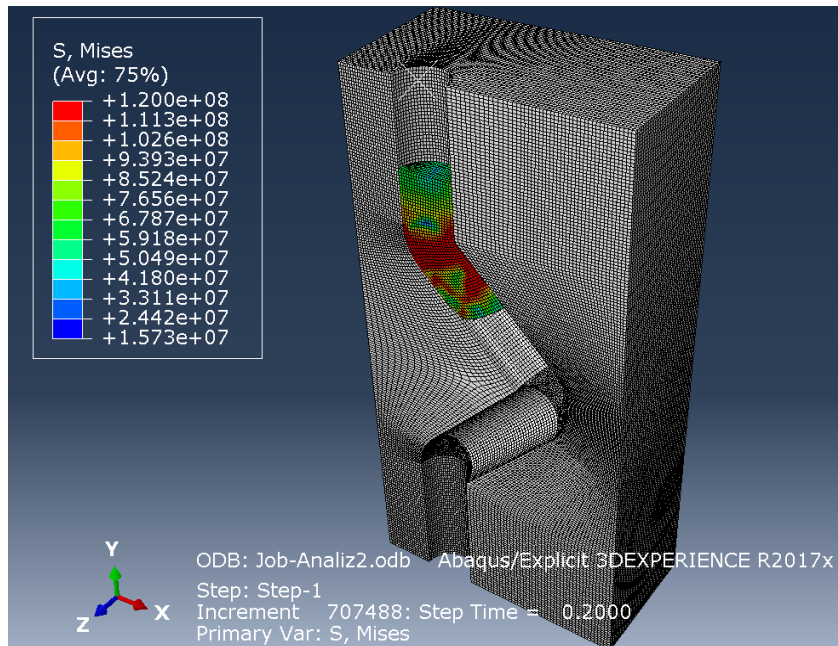 S, Mises
(Avg: 75%)
+1.200e+08
+1.113e+08
+1.026e+08
+9.393e+07
+8.524e+07
+7.656e+07
+6.787e+07
+5.918e+07
+5.049e+07
+4.180e+07
+3.311e+07
+2.442e+07
+1.573e+07
Y
Z
X
ODB: Job-Analiz2.odb Abaqus/Explicit 3DEXPERIENCE R2017x
Step: Step-1
Increment 707488: Step Time = 0.2000
Primary Var: S, Mises